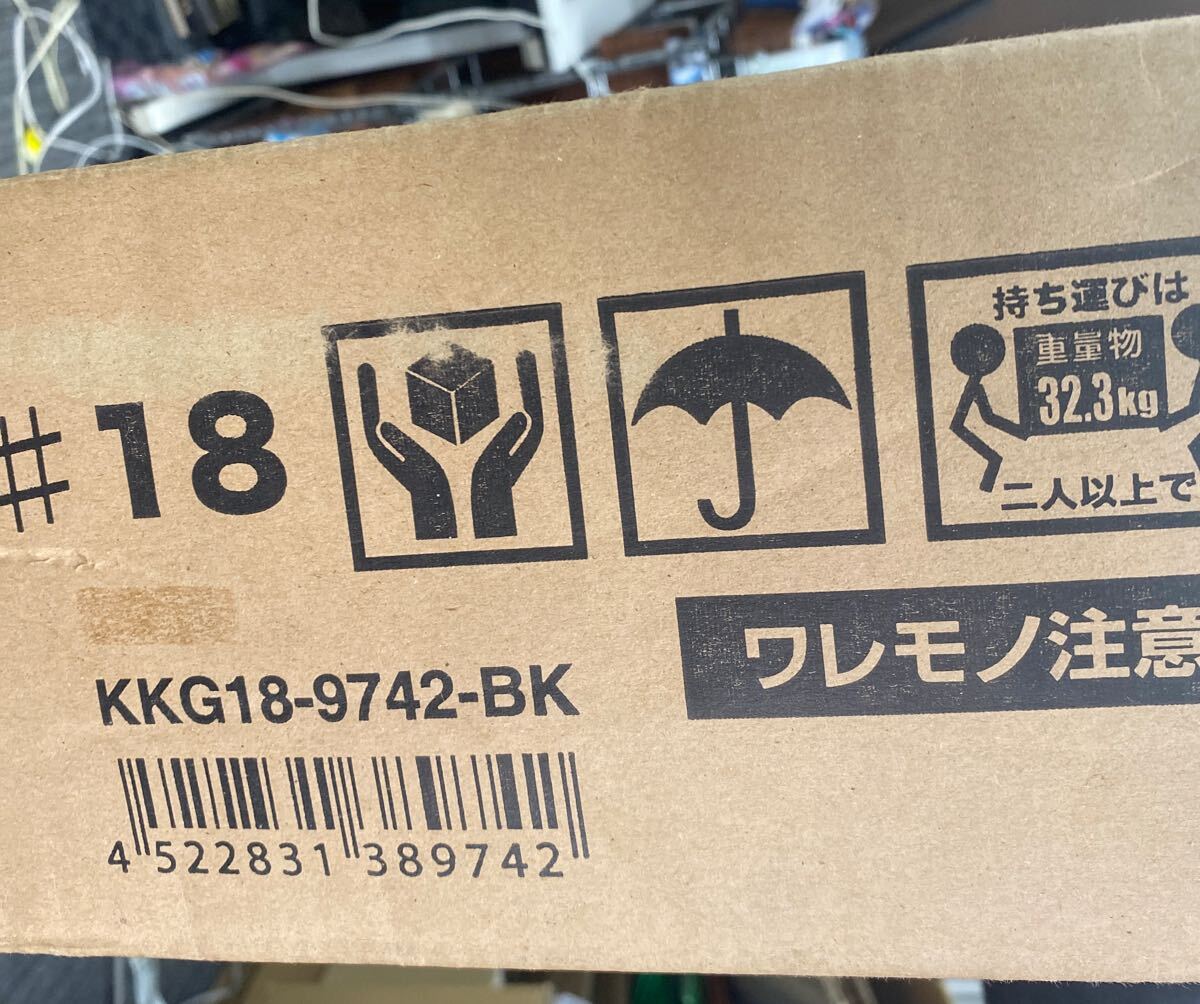 #18
持ち運びは
重量物
32.3kg
二人以上で
ワレモノ注意
KKG18-9742-BK
4 522831 389742